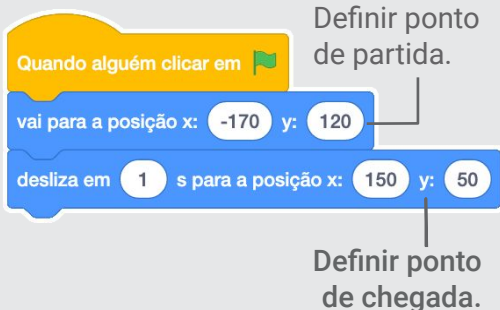 Definir ponto
de partida.
Quando alguém clicar em
vai para a posição x: -170 y: 120
desliza em 1 s para a posição x: 150 y: 50
Definir ponto
de chegada.